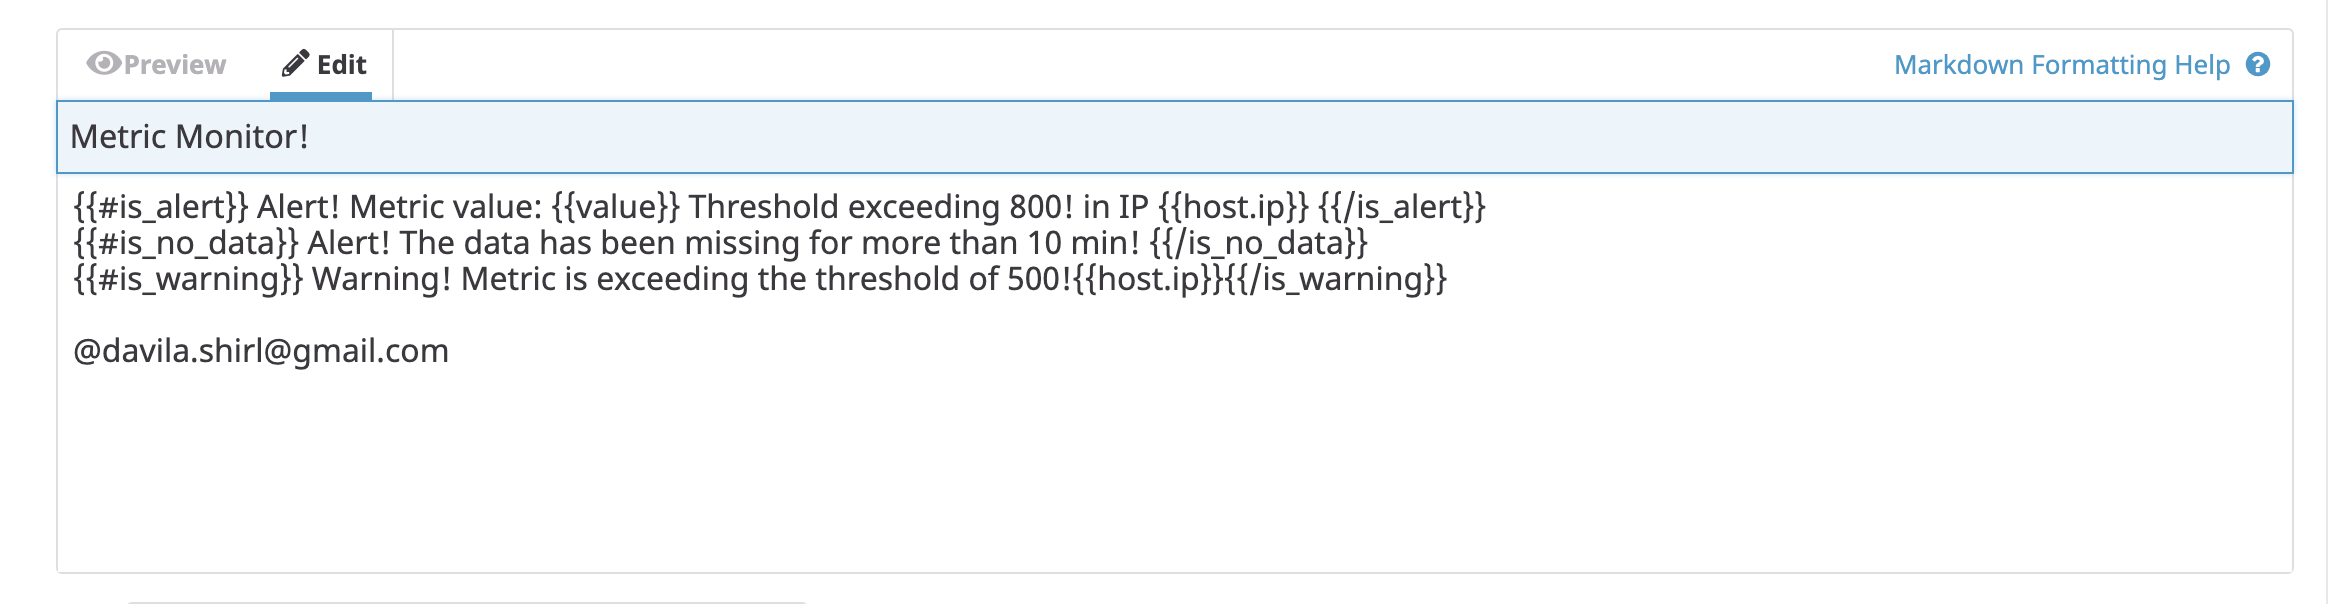 Preview Edit Markdown Formatting Help ?
Metric Monitor!
{{#is_alert}} Alert! Metric value: {{value}} Threshold exceeding 800! in IP {{host.ip}} {{/is_alert}}
{{#is_no_data}} Alert! The data has been missing for more than 10 min! {{/is_no_data}}
{{#is_warning}} Warning! Metric is exceeding the threshold of 500!{{host.ip}}{{/is_warning}}
@davila.shirl@gmail.com